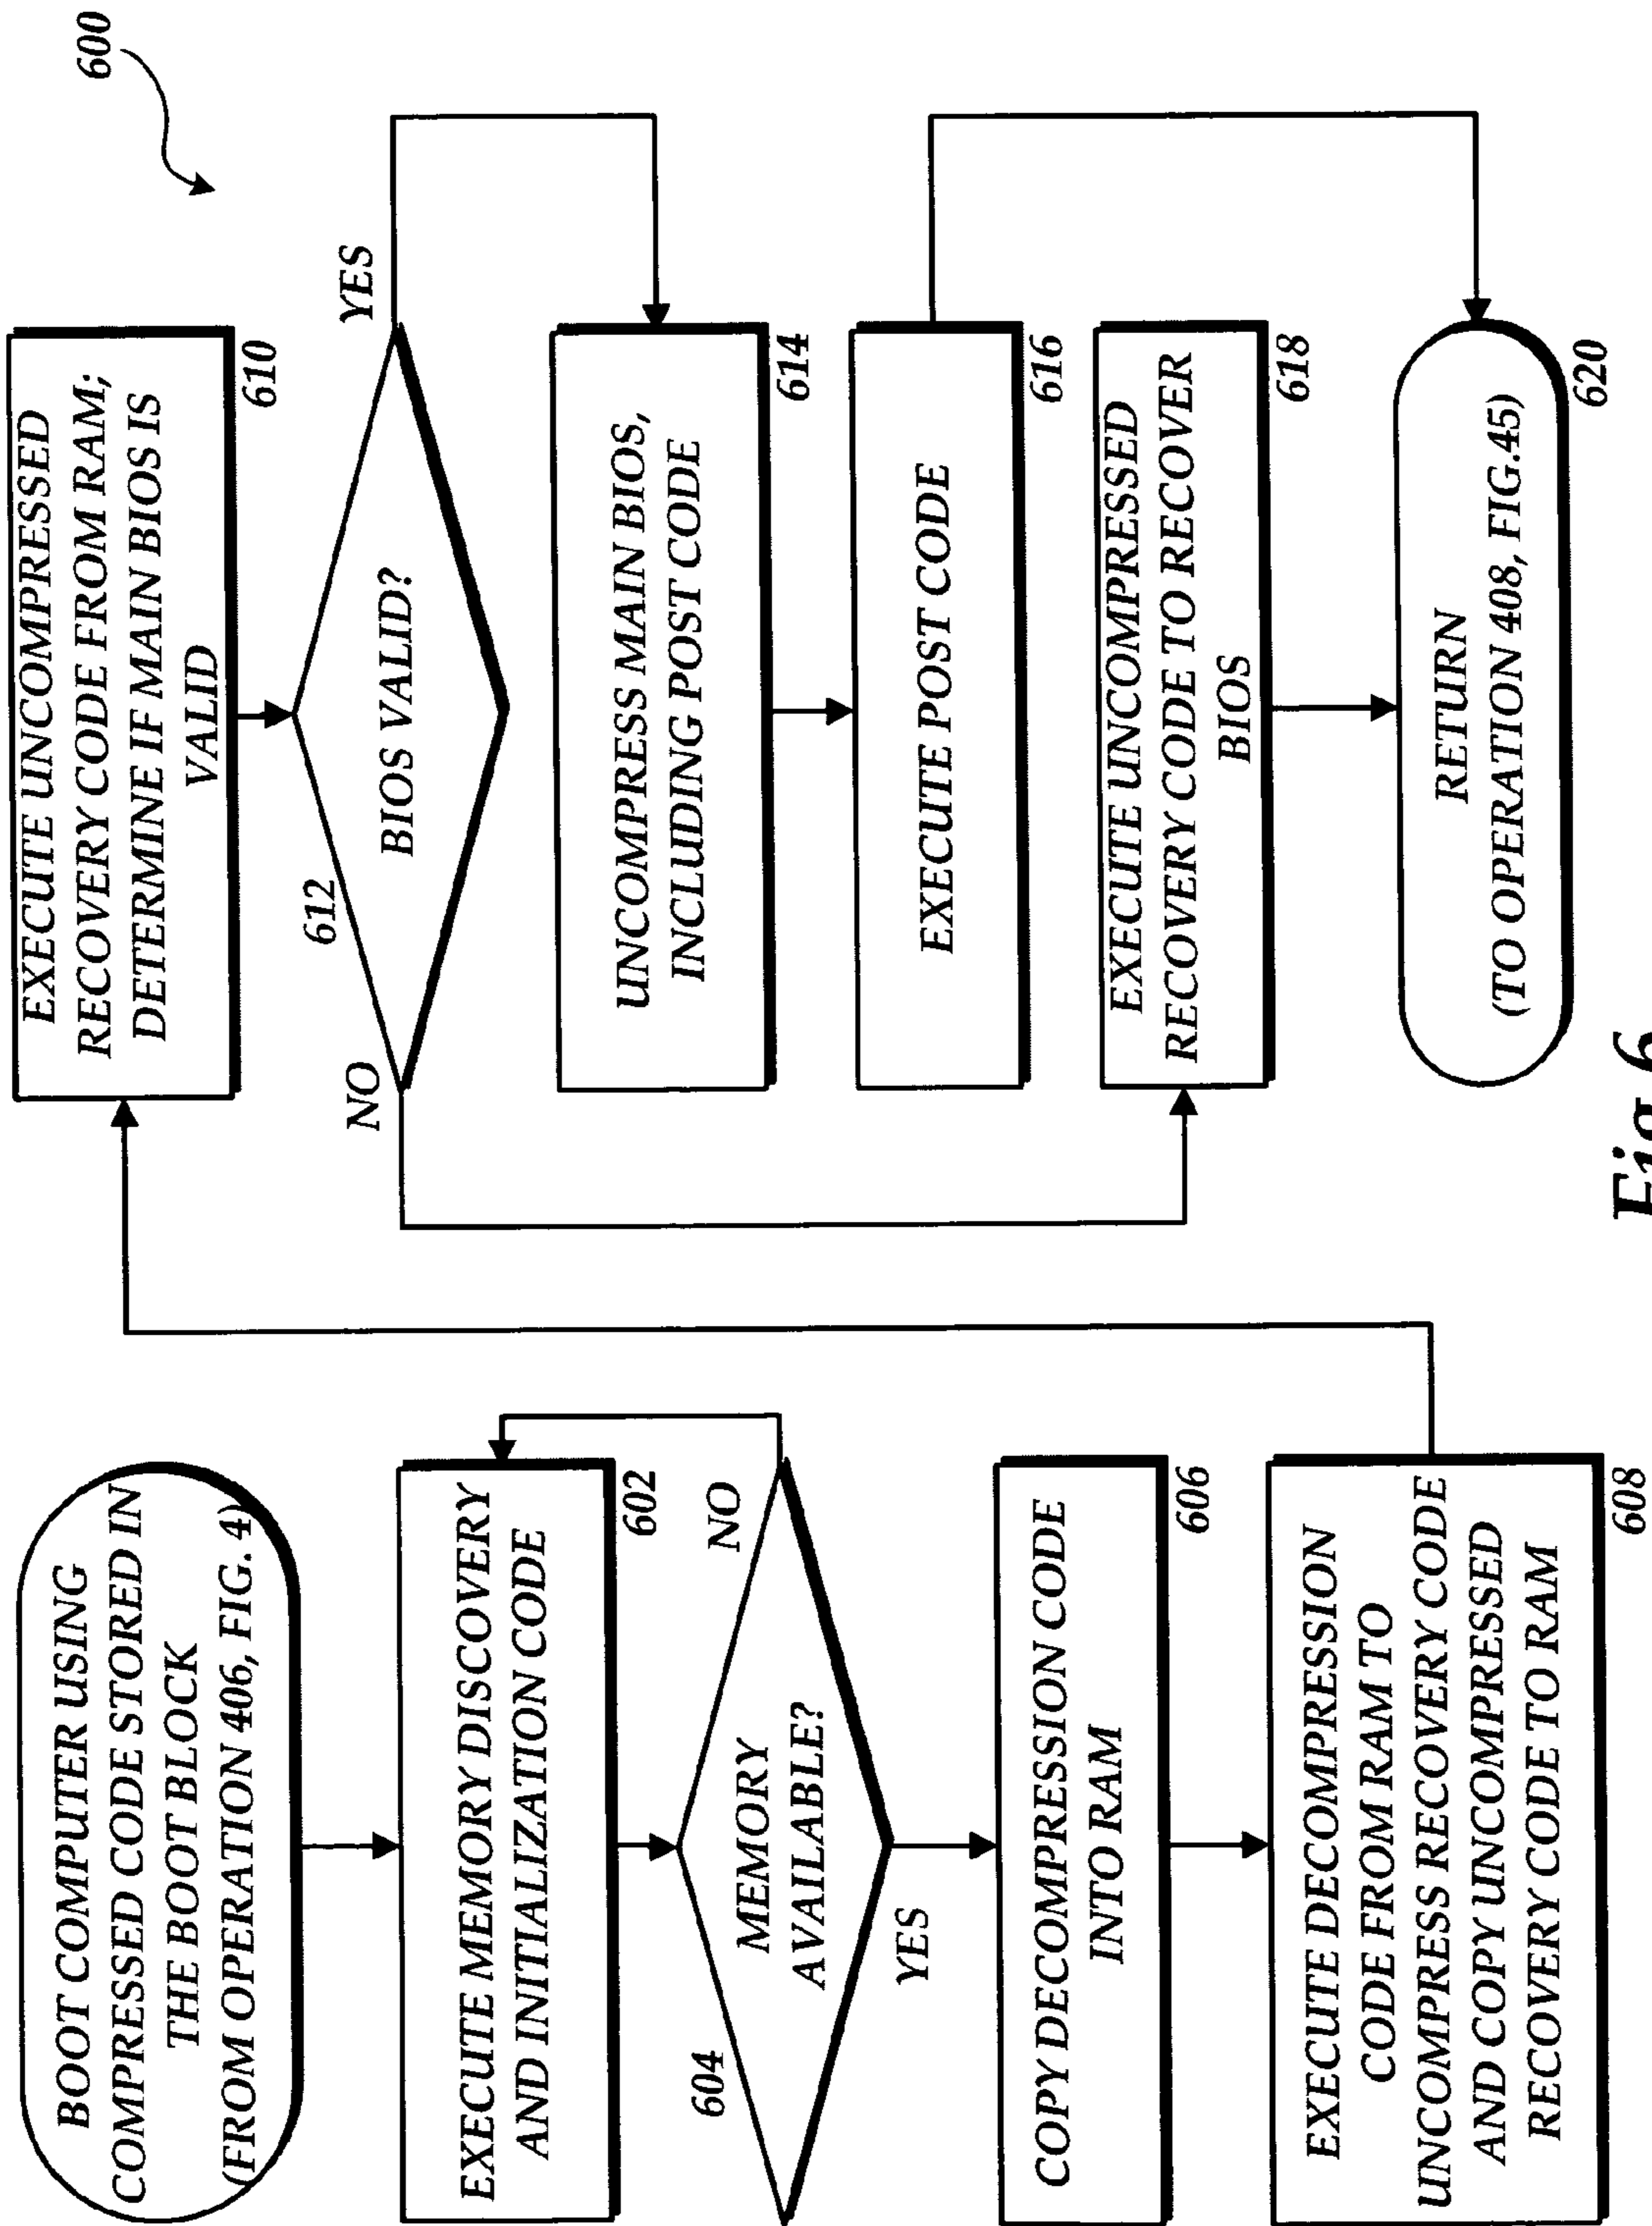 BOOT COMPUTER USING
COMPRESSED CODE STORED IN
THE BOOT BLOCK
(FROM OPERATION 406, FIG. 4)
EXECUTE MEMORY DISCOVERY
AND INITIALIZATION CODE
602
604
MEMORY
AVAILABLE?
NO
YES
COPY DECOMPRESSION CODE
INTO RAM
606
EXECUTE DECOMPRESSION
CODE FROM RAM TO
UNCOMPRESS RECOVERY CODE
AND COPY UNCOMPRESSED
RECOVERY CODE TO RAM
608
600
EXECUTE UNCOMPRESSED
RECOVERY CODE FROM RAM;
DETERMINE IF MAIN BIOS IS
VALID
610
612
NO
BIOS VALID?
YES
UNCOMPRESS MAIN BIOS,
INCLUDING POST CODE
614
EXECUTE POST CODE
616
EXECUTE UNCOMPRESSED
RECOVERY CODE TO RECOVER
BIOS
618
RETURN
(TO OPERATION 408, FIG.45)
620
Fig. 6